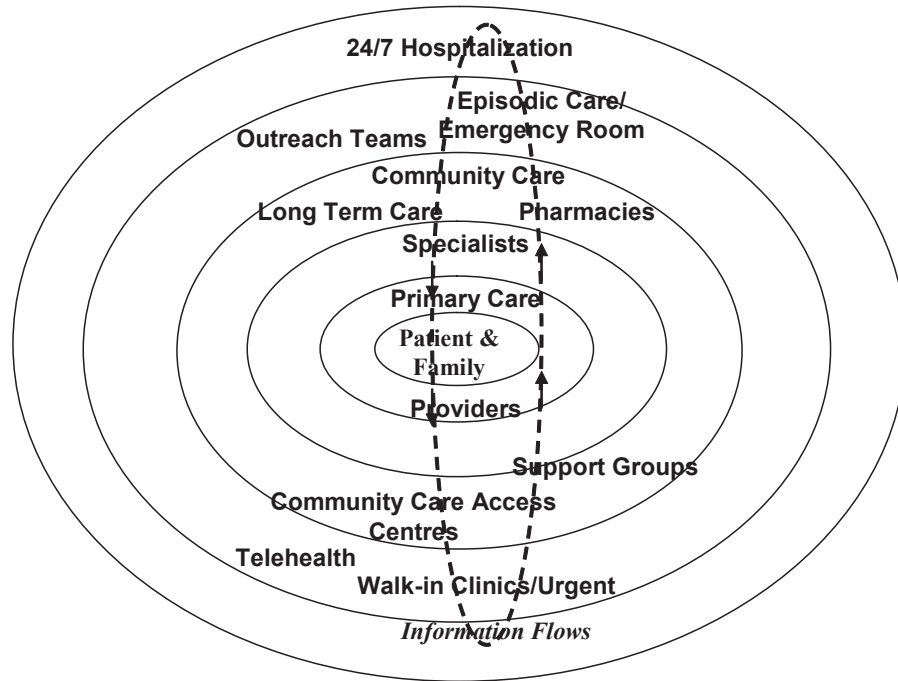 24/7 Hospitalization
Episodic Care/
Emergency Room
Outreach Teams
Community Care
Long Term Care
Pharmacies
Specialists
Primary Care
Patient &
Family
Providers
Support Groups
Community Care Access
Centres
Telehealth
Walk-in Clinics/Urgent
Information Flows